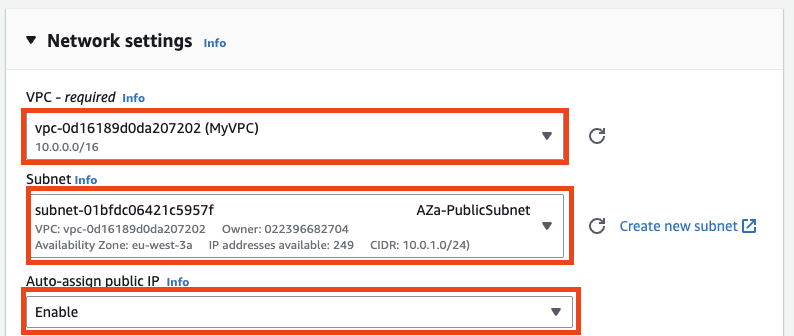 Network settings Info
VPC - required Info
vpc-0d16189d0da207202 (MyVPC)
10.0.0.0/16
Subnet Info
subnet-01bfdc06421c5957f AZa-PublicSubnet
VPC: vpc-0d16189d0da207202 Owner: 022396682704
Availability Zone: eu-west-3a IP addresses available: 249 CIDR: 10.0.1.0/24)
Create new subnet
Auto-assign public IP Info
Enable